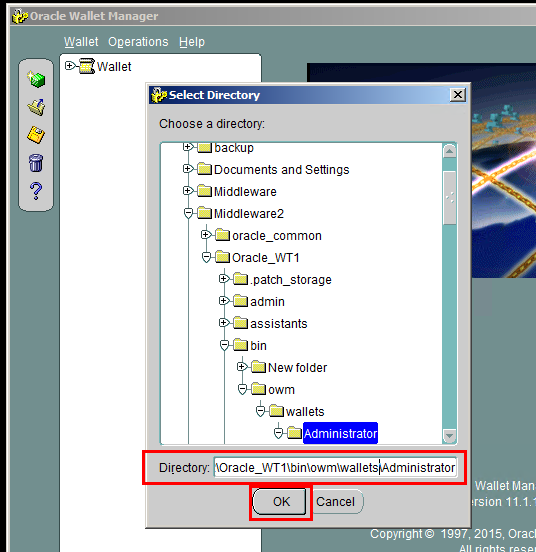 Oracle Wallet Manager
Wallet Operations Help
Wallet
Select Directory
Choose a directory:
backup
Documents and Settings
Middleware
Middleware2
oracle_common
Oracle_WT1
.patch_storage
admin
assistants
bin
New folder
owm
wallets
Administrator
Directory: \Oracle_WT1\bin\owm\wallets\Administrator
OK Cancel
Wallet Man
ersion 11.1.1
Copyright © 1997, 2015, Orac
All rights rese